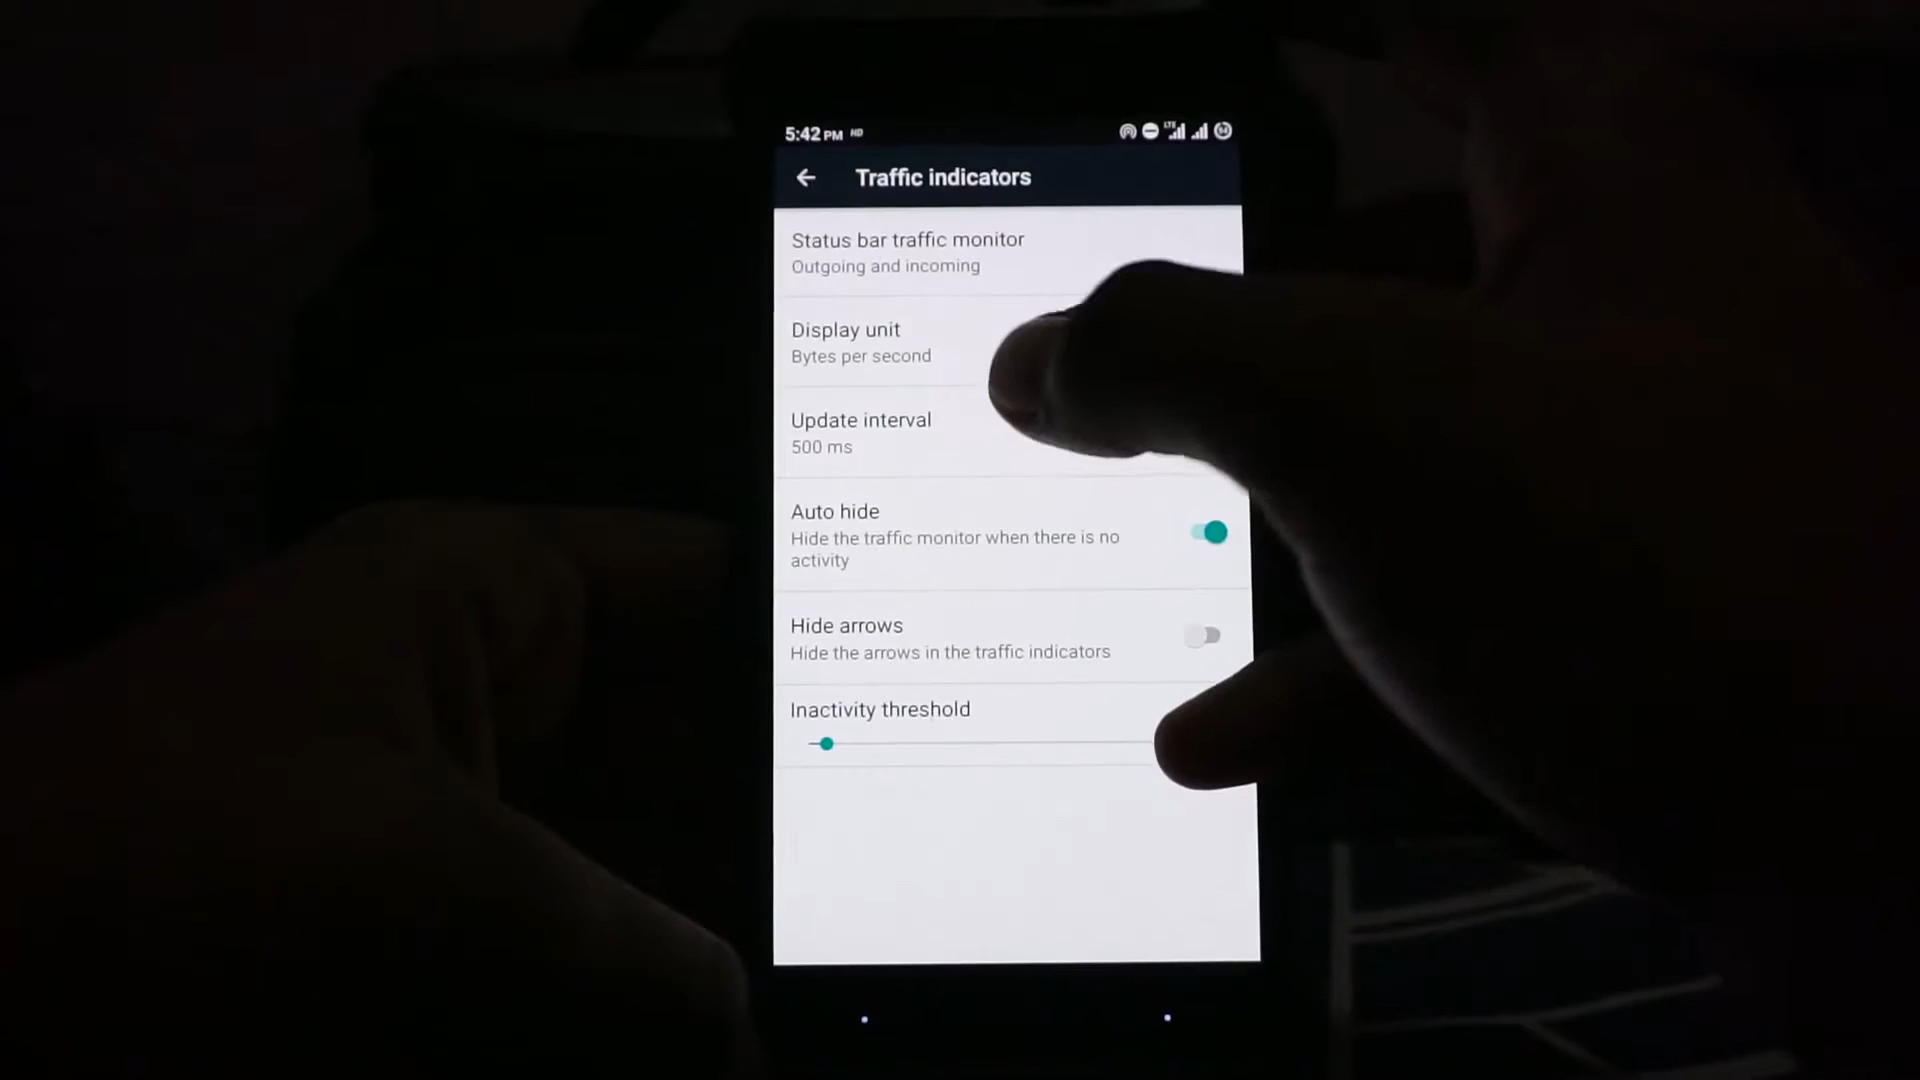 5:42 PM HD
LTE
Traffic indicators
Status bar traffic monitor
Outgoing and incoming
Display unit
Bytes per second
Update interval
500 ms
Auto hide
Hide the traffic monitor when there is no
activity
Hide arrows
Hide the arrows in the traffic indicators
Inactivity threshold